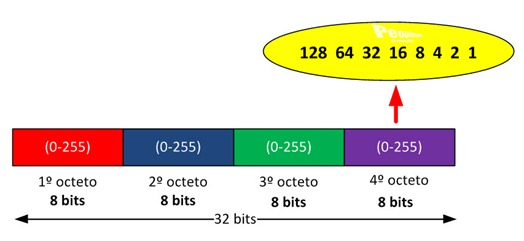 128 64 32 16 8 4 2 1
(0-255) (0-255) (0-255) (0-255)
1º octeto 2º octeto 3º octeto 4º octeto
8 bits 8 bits 8 bits 8 bits
32 bits